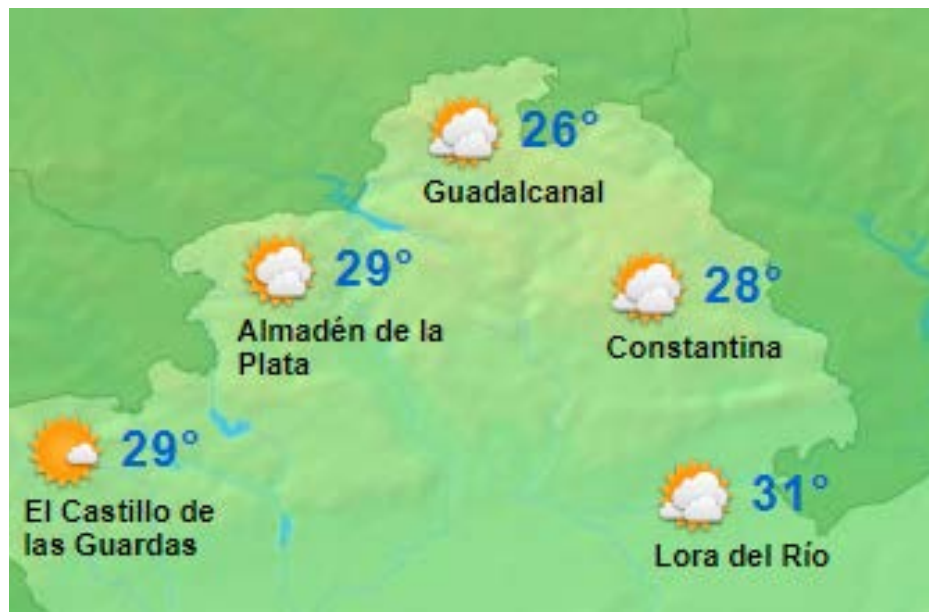 26°
Guadalcanal
29°
Almadén de la
Plata
28°
Constantina
29°
El Castillo de
las Guardas
31°
Lora del Río